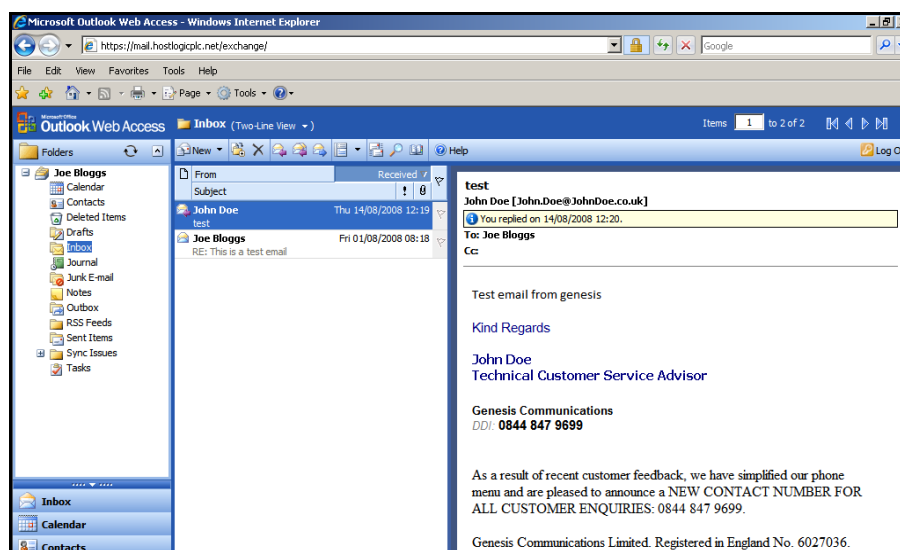 Microsoft Outlook Web Access - Windows Internet Explorer
https://mail.hostlogicplc.net/exchange/
Google
File Edit View Favorites Tools Help
Page Tools
Microsoft Office
Outlook Web Access
Inbox (Two-Line View )
Items 1 to 2 of 2
Folders
New
Help
Log O
Joe Bloggs
Calendar
Contacts
Deleted Items
Drafts
Inbox
Journal
Junk E-mail
Notes
Outbox
RSS Feeds
Sent Items
Sync Issues
Tasks
Inbox
Calendar
Contacts
From Received
Subject
John Doe Thu 14/08/2008 12:19
test
Joe Bloggs Fri 01/08/2008 08:18
RE: This is a test email
test
John Doe [John.Doe@JohnDoe.co.uk]
You replied on 14/08/2008 12:20.
To: Joe Bloggs
Cc:
Test email from genesis
Kind Regards
John Doe
Technical Customer Service Advisor
Genesis Communications
DDI: 0844 847 9699
As a result of recent customer feedback, we have simplified our phone
menu and are pleased to announce a NEW CONTACT NUMBER FOR
ALL CUSTOMER ENQUIRIES: 0844 847 9699.
Genesis Communications Limited. Registered in England No. 6027036.